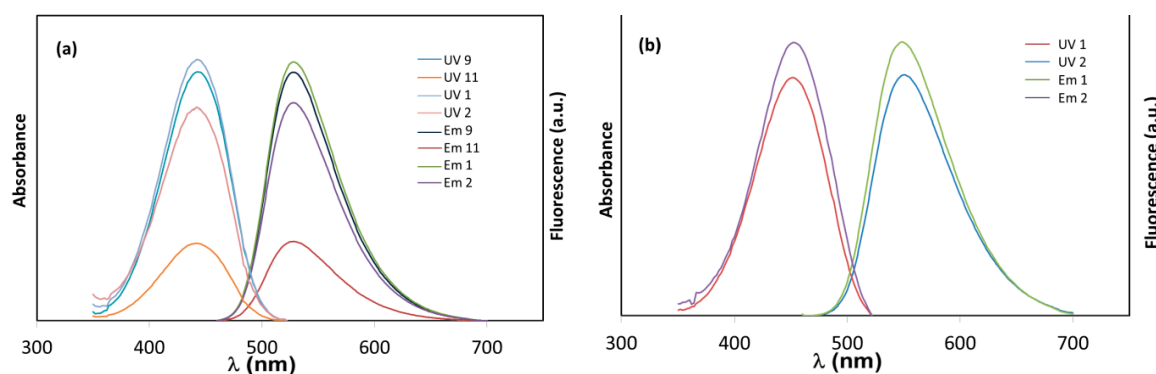 (a)
UV 9
UV 11
UV 1
UV 2
Em 9
Em 11
Em 1
Em 2
Absorbance
Fluorescence (a.u.)
300 400 500 600 700
λ (nm)
(b)
UV 1
UV 2
Em 1
Em 2
Absorbance
Fluorescence (a.u.)
300 400 500 600 700
λ (nm)